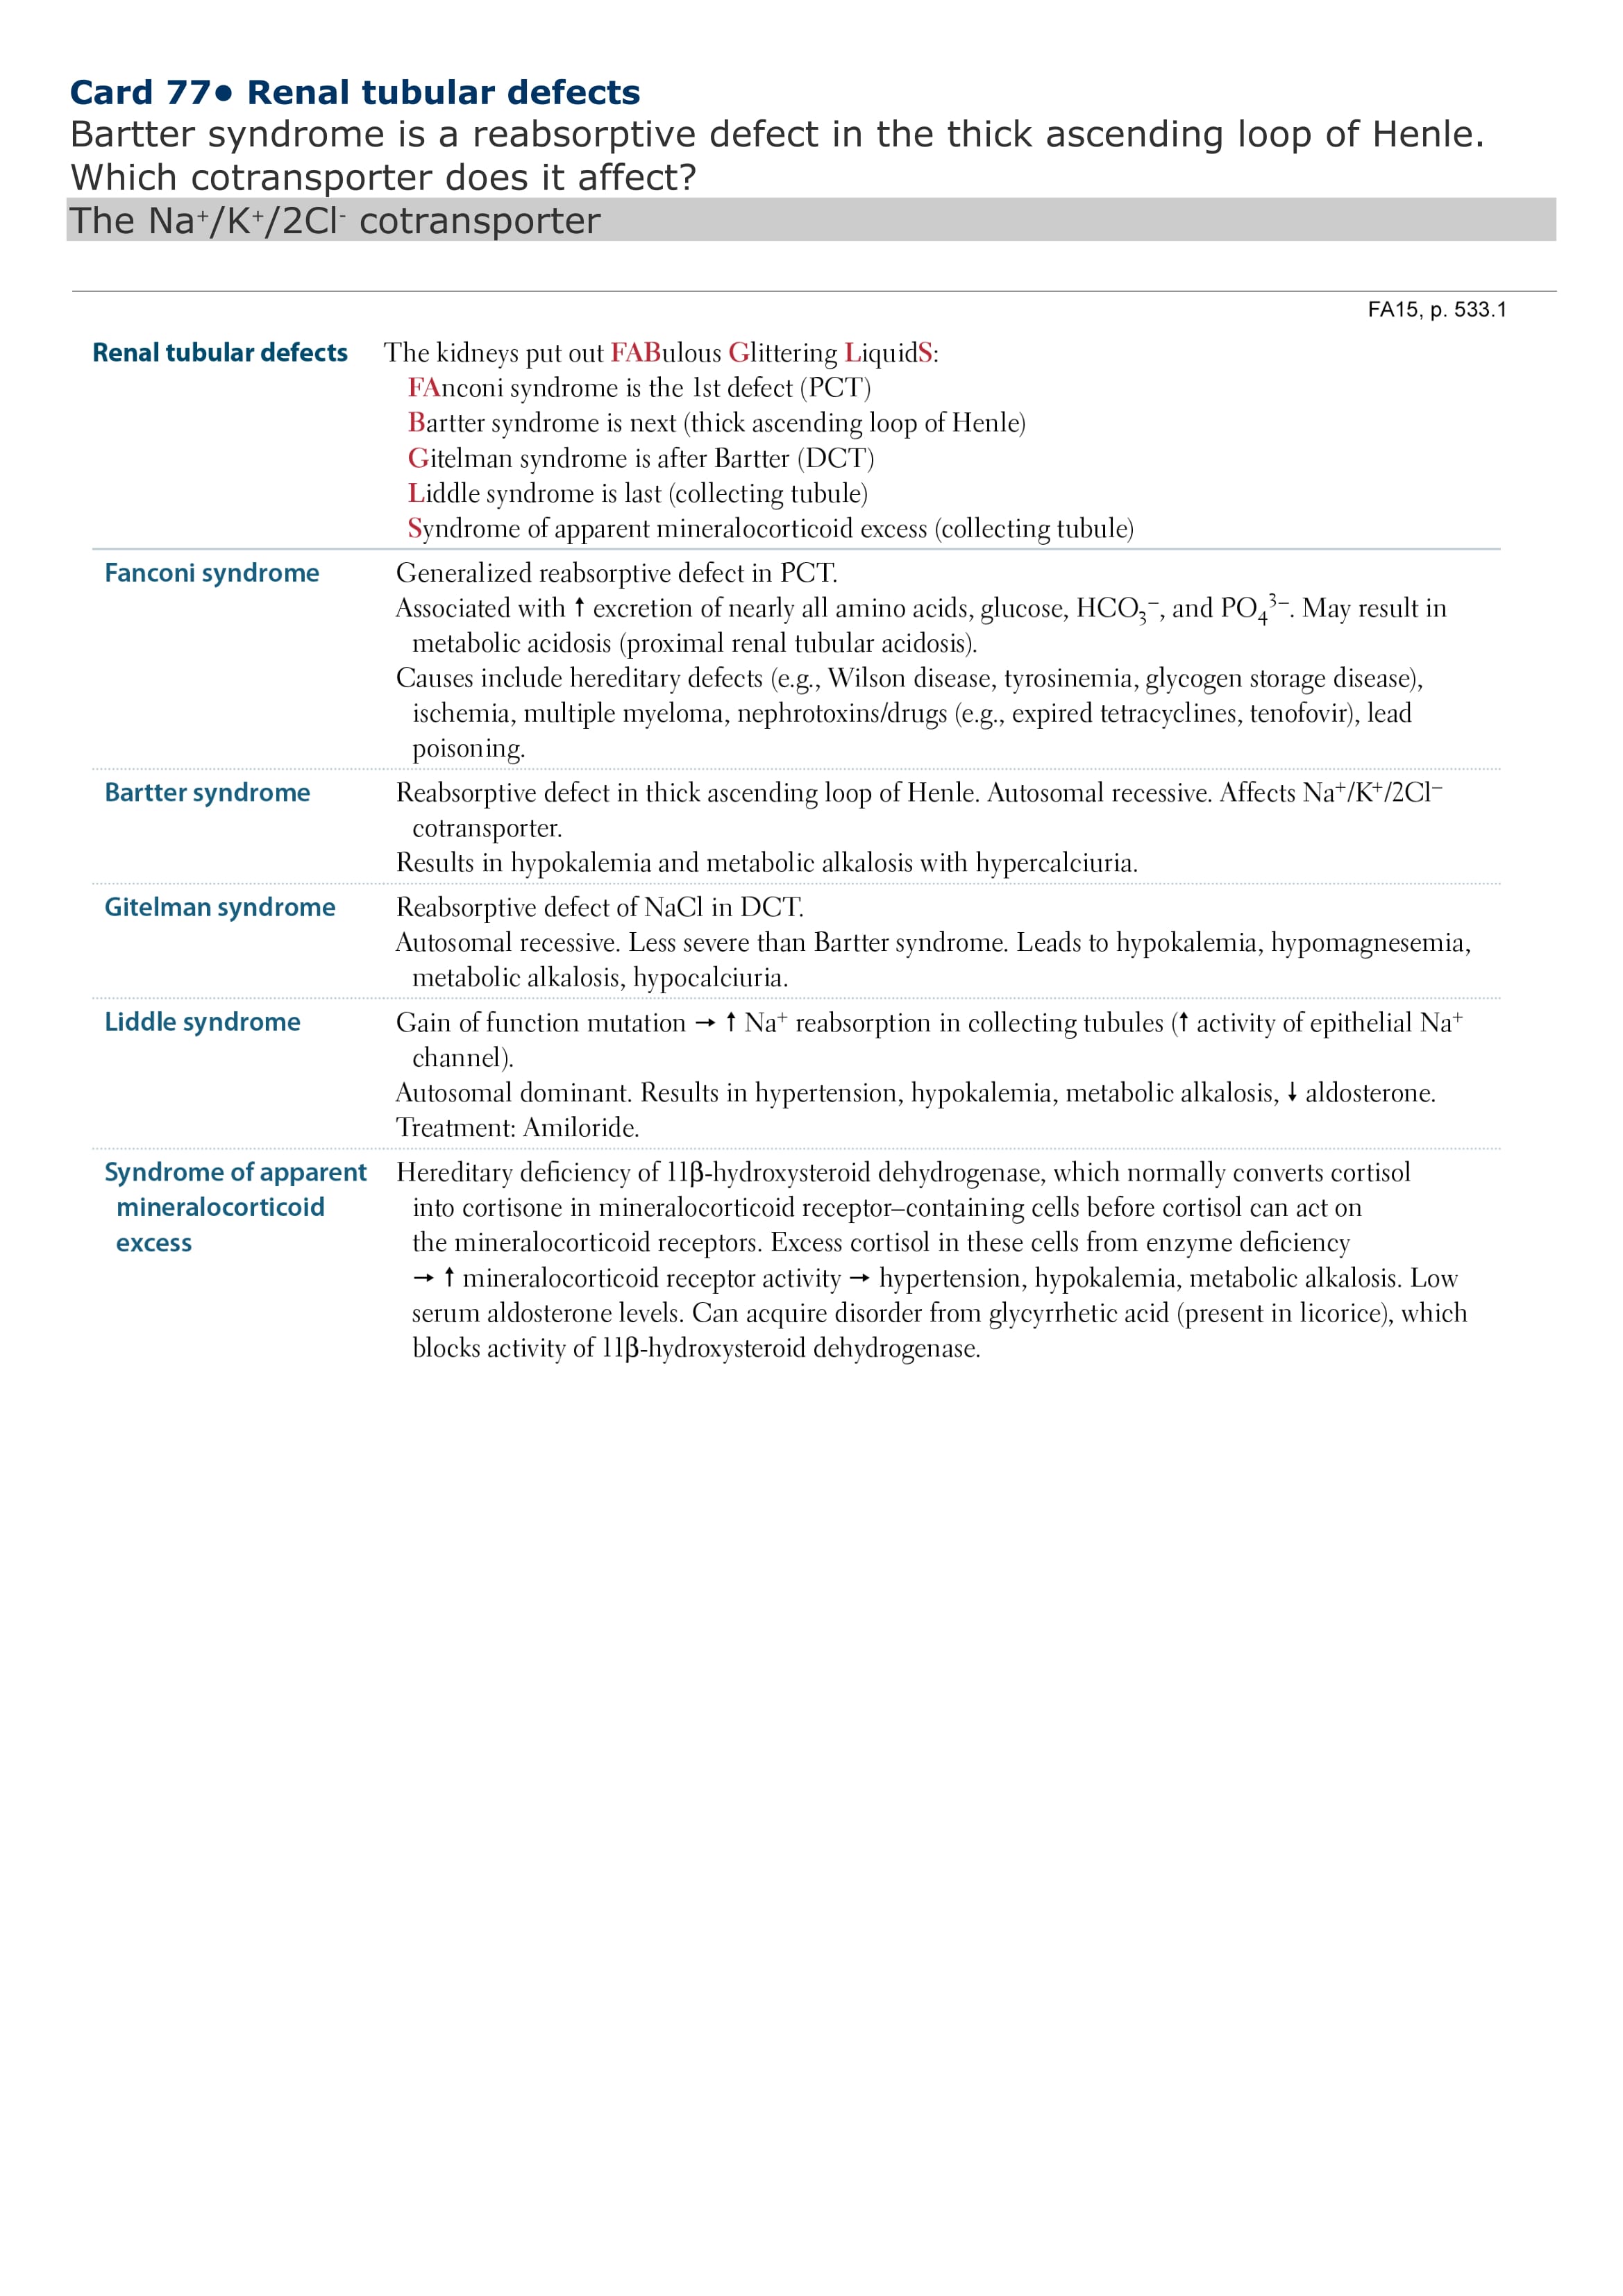 Card 77● Renal tubular defects
Bartter syndrome is a reabsorptive defect in the thick ascending loop of Henle.
Which cotransporter does it affect?
The Na⁺/K⁺/2Cl⁻ cotransporter
FA15, p. 533.1
Renal tubular defects The kidneys put out FABulous Glittering LiquidS:
FAnconi syndrome is the 1st defect (PCT)
Bartter syndrome is next (thick ascending loop of Henle)
Gitelman syndrome is after Bartter (DCT)
Liddle syndrome is last (collecting tubule)
Syndrome of apparent mineralocorticoid excess (collecting tubule)
Fanconi syndrome Generalized reabsorptive defect in PCT.
Associated with ↑ excretion of nearly all amino acids, glucose, HCO₃⁻, and PO₄³⁻. May result in
metabolic acidosis (proximal renal tubular acidosis).
Causes include hereditary defects (e.g., Wilson disease, tyrosinemia, glycogen storage disease),
ischemia, multiple myeloma, nephrotoxins/drugs (e.g., expired tetracyclines, tenofovir), lead
poisoning.
Bartter syndrome Reabsorptive defect in thick ascending loop of Henle. Autosomal recessive. Affects Na⁺/K⁺/2Cl⁻
cotransporter.
Results in hypokalemia and metabolic alkalosis with hypercalciuria.
Gitelman syndrome Reabsorptive defect of NaCl in DCT.
Autosomal recessive. Less severe than Bartter syndrome. Leads to hypokalemia, hypomagnesemia,
metabolic alkalosis, hypocalciuria.
Liddle syndrome Gain of function mutation → ↑ Na⁺ reabsorption in collecting tubules (↑ activity of epithelial Na⁺
channel).
Autosomal dominant. Results in hypertension, hypokalemia, metabolic alkalosis, ↓ aldosterone.
Treatment: Amiloride.
Syndrome of apparent Hereditary deficiency of 11β-hydroxysteroid dehydrogenase, which normally converts cortisol
mineralocorticoid into cortisone in mineralocorticoid receptor–containing cells before cortisol can act on
excess the mineralocorticoid receptors. Excess cortisol in these cells from enzyme deficiency
→ ↑ mineralocorticoid receptor activity → hypertension, hypokalemia, metabolic alkalosis. Low
serum aldosterone levels. Can acquire disorder from glycyrrhetic acid (present in licorice), which
blocks activity of 11β-hydroxysteroid dehydrogenase.